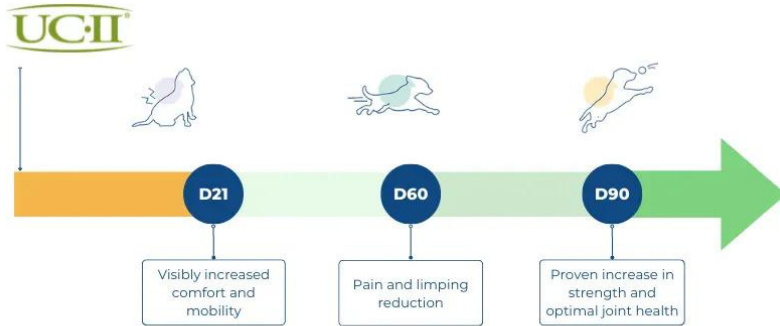 UC·II®
D21
D60
D90
Visibly increased
comfort and
mobility
Pain and limping
reduction
Proven increase in
strength and
optimal joint health